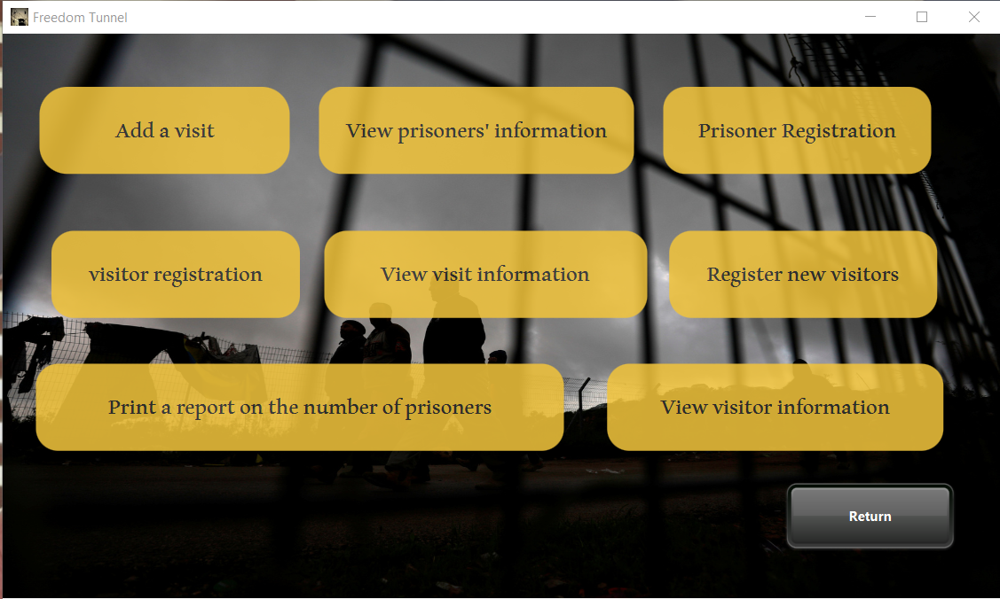 Freedom Tunnel
Add a visit
View prisoners' information
Prisoner Registration
visitor registration
View visit information
Register new visitors
Print a report on the number of prisoners
View visitor information
Return